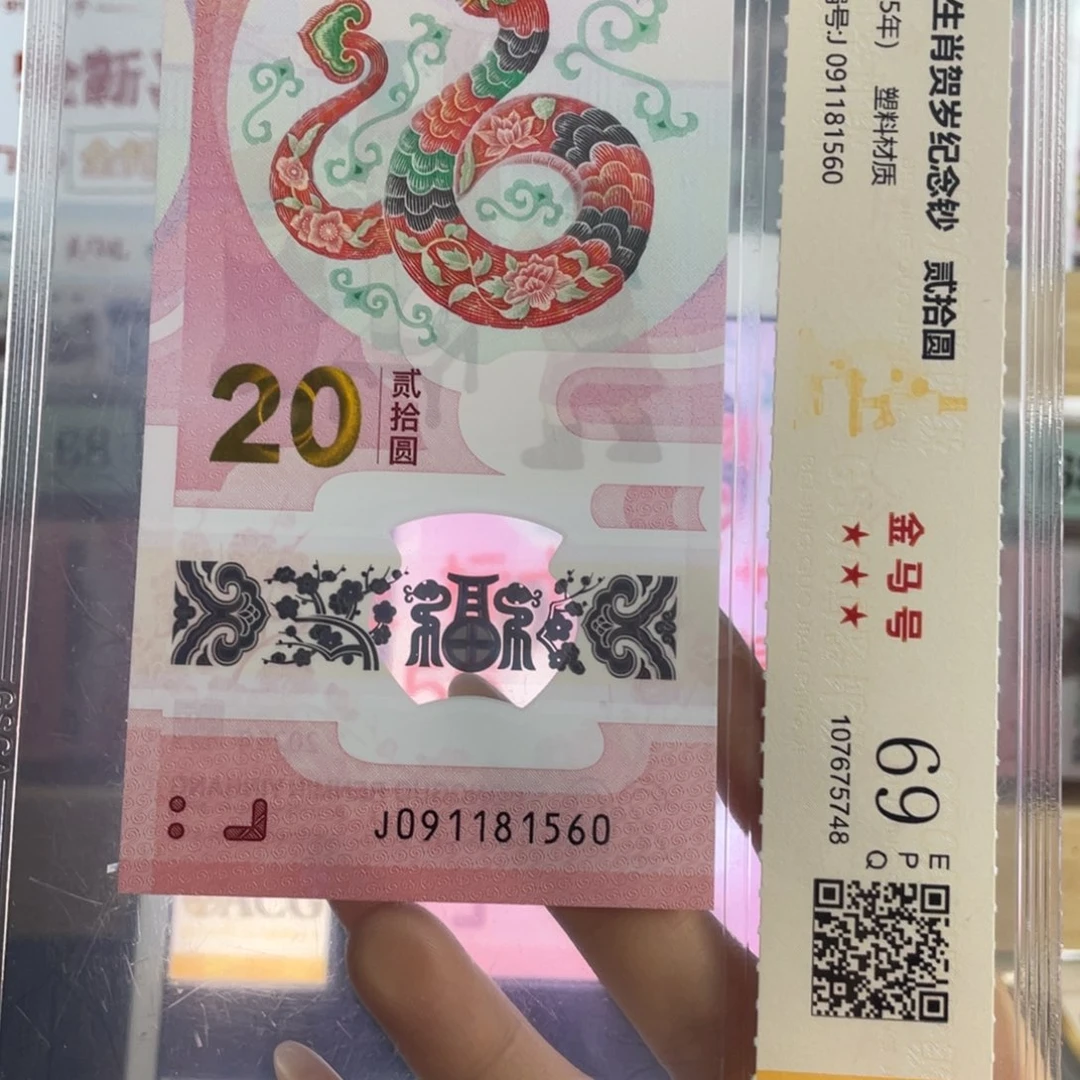 20
贰拾圆
J091181560
生肖贺岁纪念钞 贰拾圆
5年） 塑料材质
号:J 091181560
金马号
★★★
69
E
P
Q
107675748